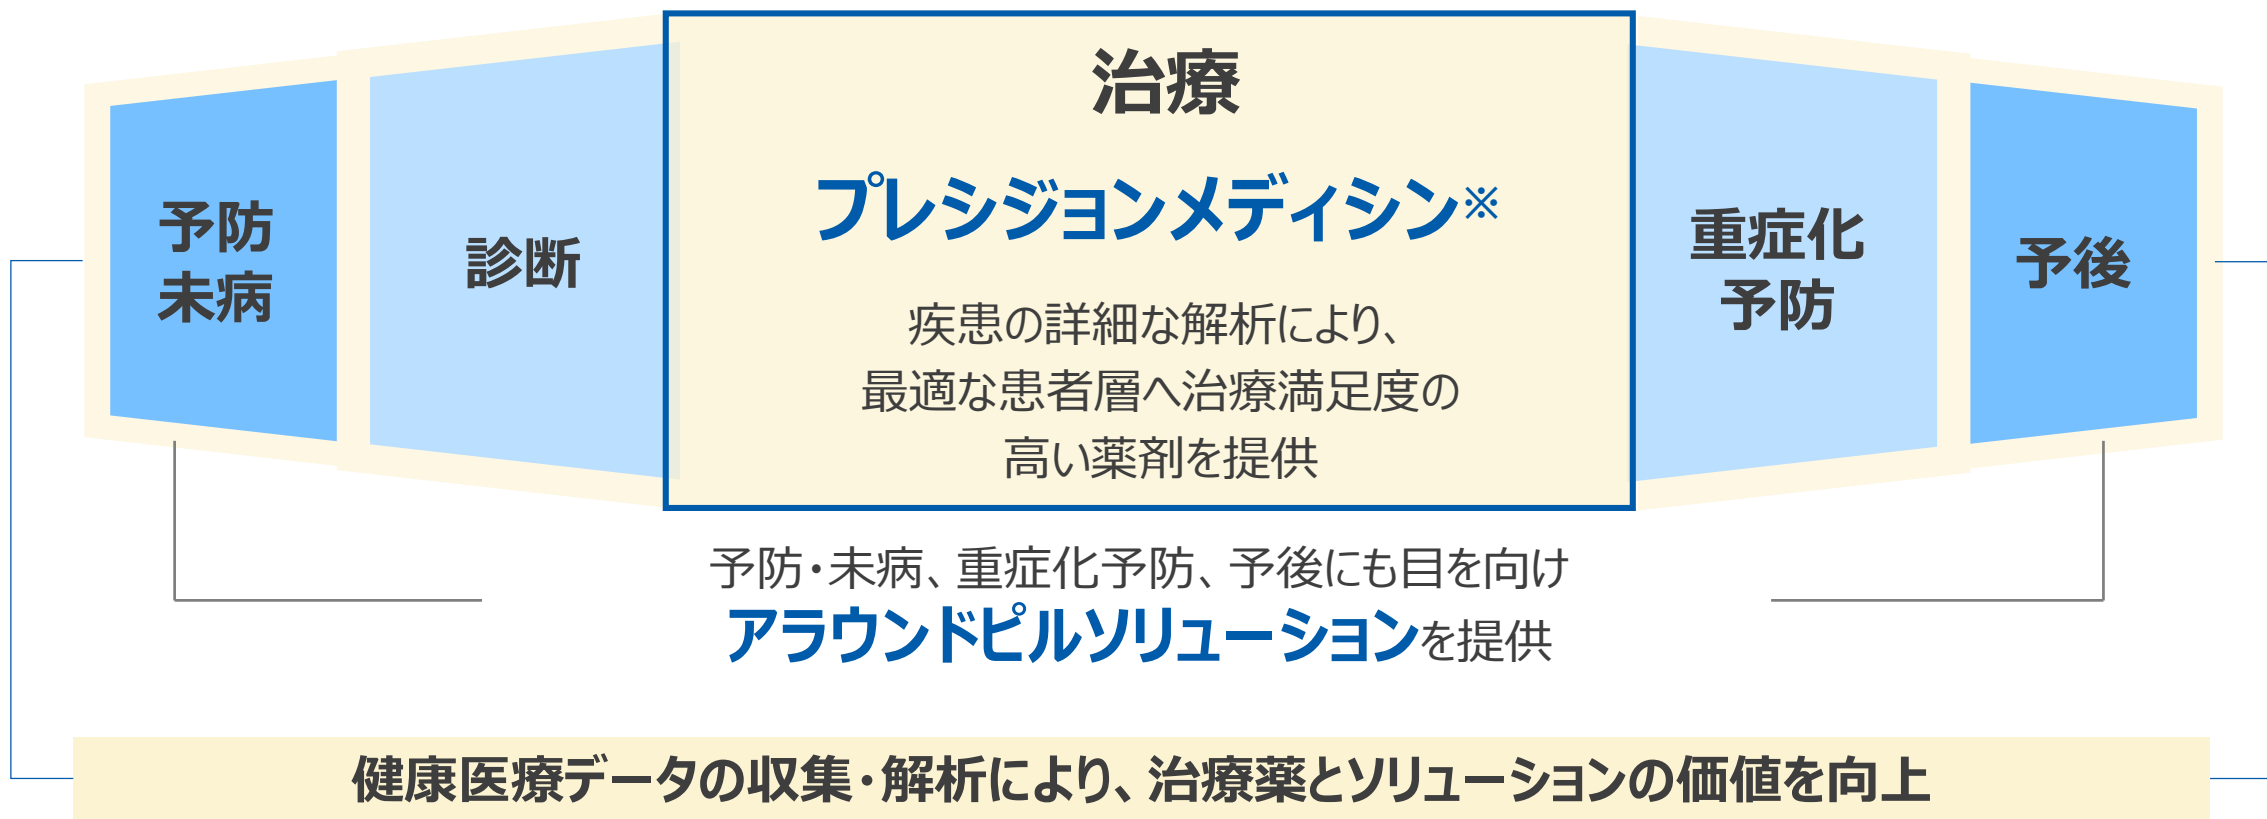 予防
未病
診断
治療
プレシジョンメディシン※
疾患の詳細な解析により、
最適な患者層へ治療満足度の
高い薬剤を提供
重症化
予防
予後
予防・未病、重症化予防、予後にも目を向け
アラウンドピルソリューションを提供
健康医療データの収集・解析により、治療薬とソリューションの価値を向上